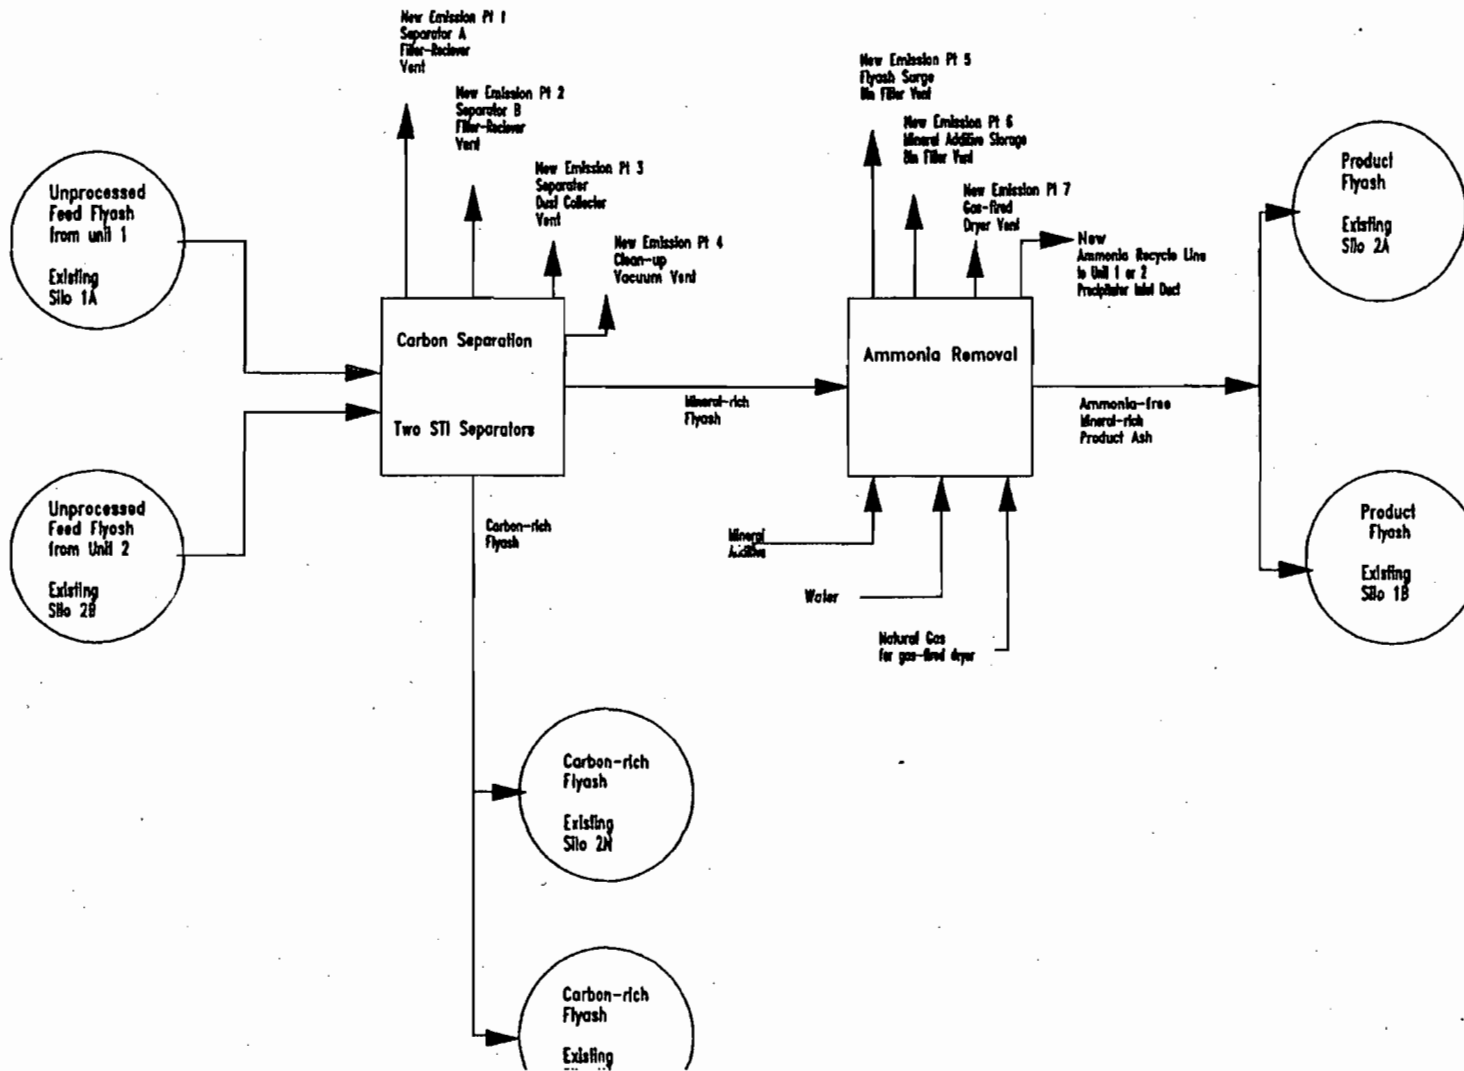 New Emission Pt 1
Separator A
Filter-Reciever
Vent
New Emission Pt 2
Separator B
Filter-Reciever
Vent
New Emission Pt 3
Separater
Dust Collector
Vent
New Emission Pt 4
Clean-up
Vacuum Vent
New Emission Pt 5
Flyash Surge
Bin Filter Vent
New Emission Pt 6
Mineral Additive Storage
Bin Filter Vent
New Emission Pt 7
Gas-fired
Dryer Vent
New
Ammonia Recycle Line
to Unit 1 or 2
Precipitator Inlet Duct
Unprocessed
Feed Flyash
from unit 1
Existing
Silo 1A
Product
Flyash
Existing
Silo 2A
Carbon Separation
Two STI Separators
Ammonia Removal
Mineral-rich
Flyash
Ammonia-free
Mineral-rich
Product Ash
Unprocessed
Feed Flyash
from Unit 2
Existing
Silo 2B
Product
Flyash
Existing
Silo 1B
Carbon-rich
Flyash
Mineral
Additive
Water
Natural Gas
for gas-fired dryer
Carbon-rich
Flyash
Existing
Silo 2N
Carbon-rich
Flyash
Existing